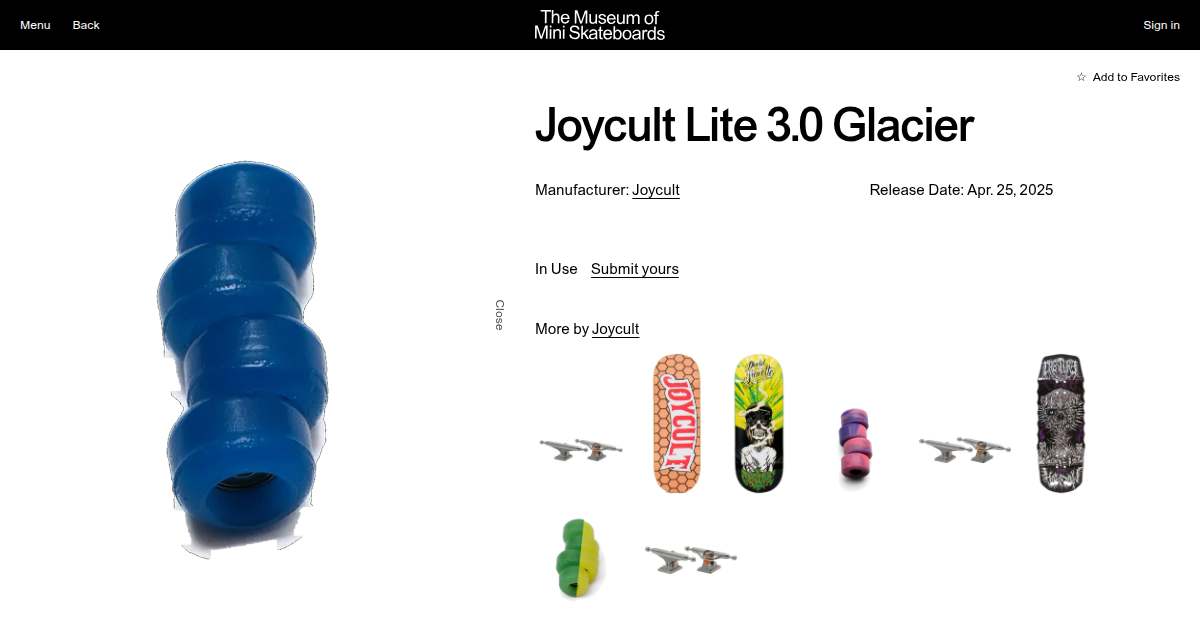 Menu
Back
The Museum of
Mini Skateboards
Sign in
☆ Add to Favorites
Joycult Lite 3.0 Glacier
Manufacturer: Joycult
Release Date: Apr. 25, 2025
In Use
Submit yours
Close
More by Joycult
JOYCULT